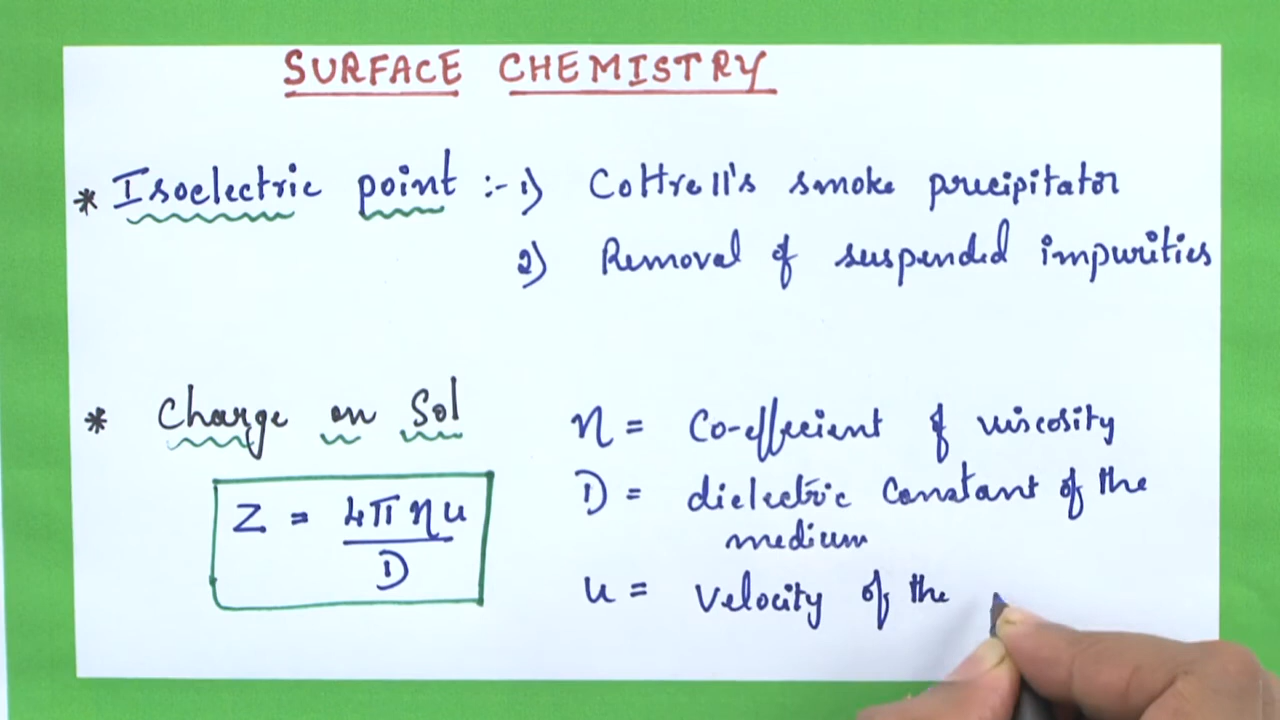 SURFACE CHEMISTRY
* Isoelectric point :- 1) Cottrell's smoke precipitator
2) Removal of suspended impurities
* Charge on Sol
Z = 4πηu / D
η = Co-effecient of viscosity
D = dielectric Constant of the
medium
u = Velocity of the